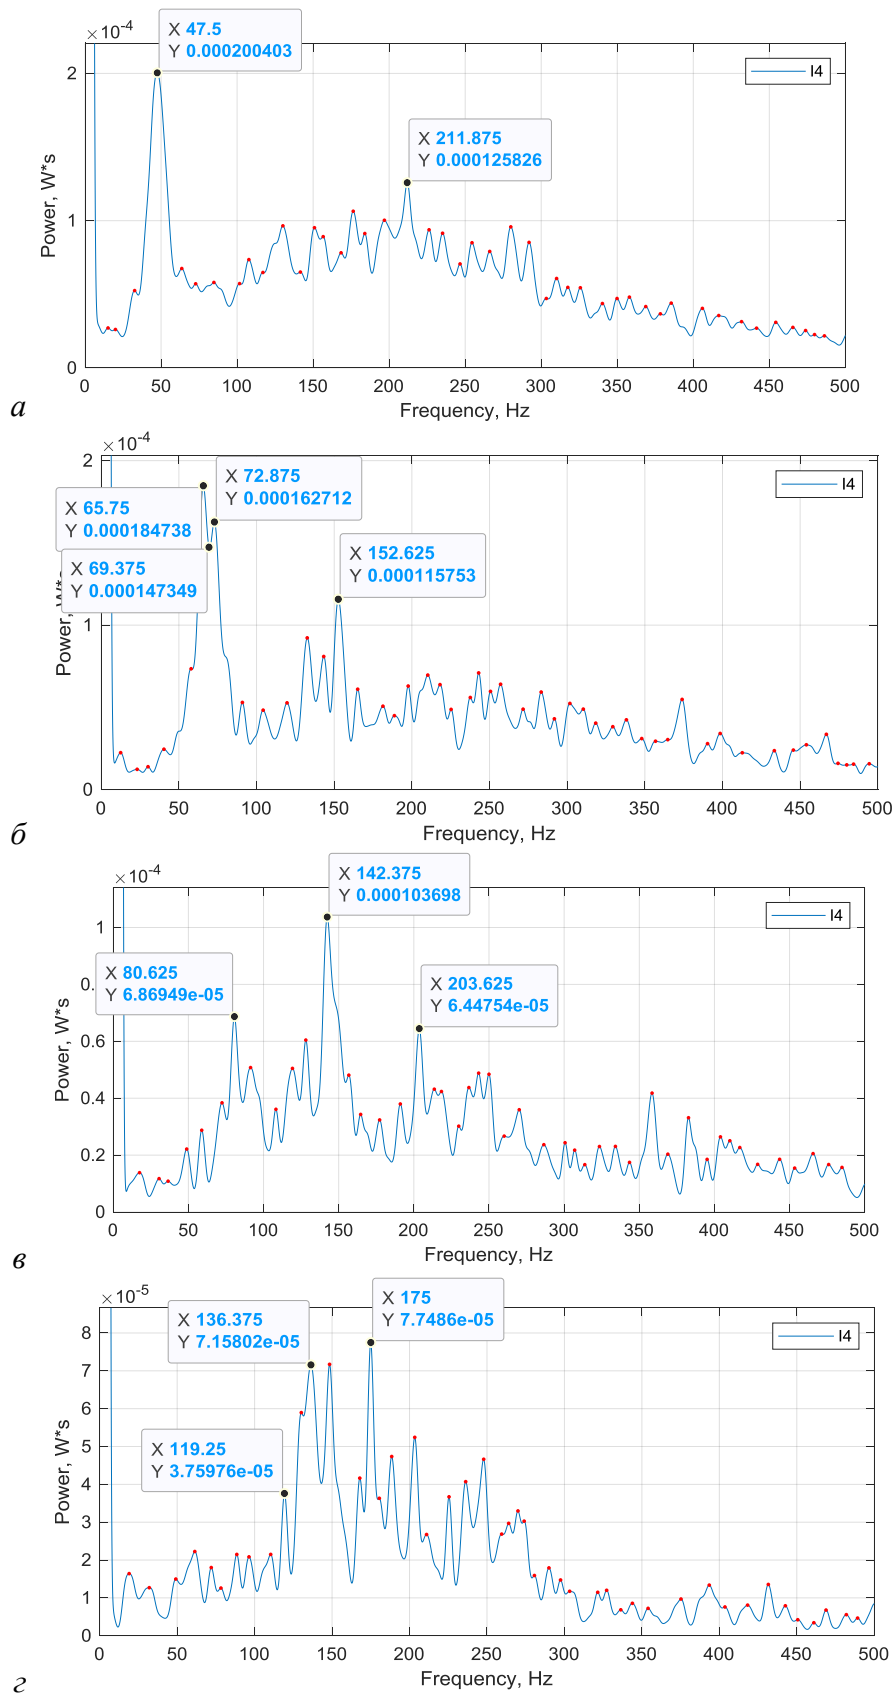 ×10-4
X 47.5
Y 0.000200403
X 211.875
Y 0.000125826
I4
Power, W*s
2
1
0
0 50 100 150 200 250 300 350 400 450 500
Frequency, Hz
а
×10-4
X 72.875
Y 0.000162712
X 65.75
Y 0.000184738
X 69.375
Y 0.000147349
X 152.625
Y 0.000115753
I4
Power, W*
2
1
0
0 50 100 150 200 250 300 350 400 450 500
Frequency, Hz
б
×10-4
X 142.375
Y 0.000103698
X 80.625
Y 6.86949e-05
X 203.625
Y 6.44754e-05
I4
Power, W*s
1
0.
0.6
0.4
0.2
0
0 50 100 150 200 250 300 350 400 450 500
Frequency, Hz
в
×10-5
X 175
Y 7.7486e-05
X 136.375
Y 7.15802e-05
X 119.25
Y 3.75976e-05
I4
Power, W*s
8
7
6
5
4
3
2
1
0
0 50 100 150 200 250 300 350 400 450 500
Frequency, Hz
г